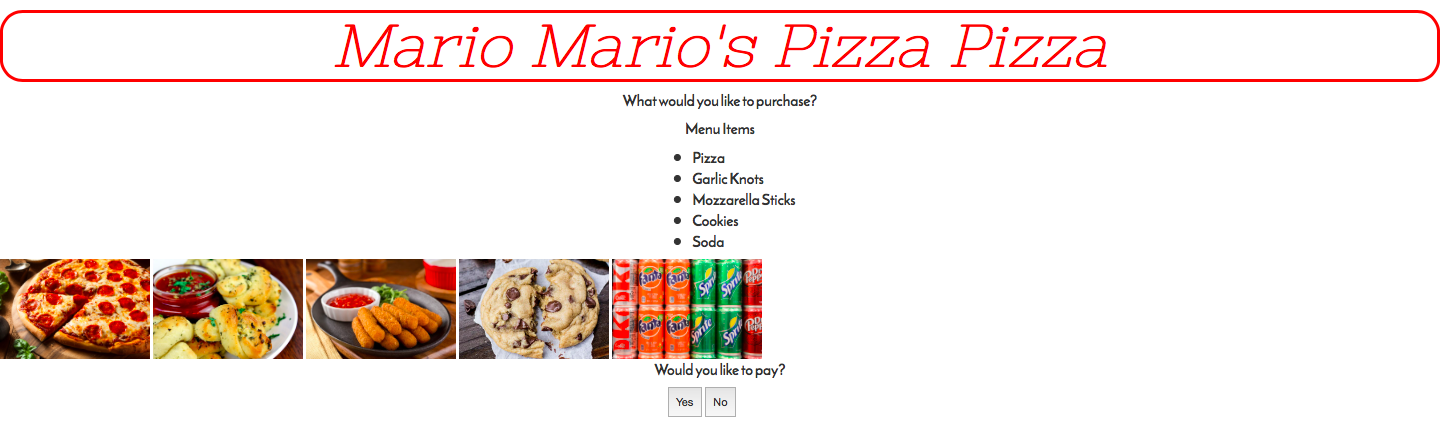 Mario Mario's Pizza Pizza
What would you like to purchase?
Menu Items
Pizza
Garlic Knots
Mozzarella Sticks
Cookies
Soda
Fanta Fanta Sprite Sprite Dr Pepper
Fanta Fanta Sprite Sprite Dr Pepper
Would you like to pay?
Yes No